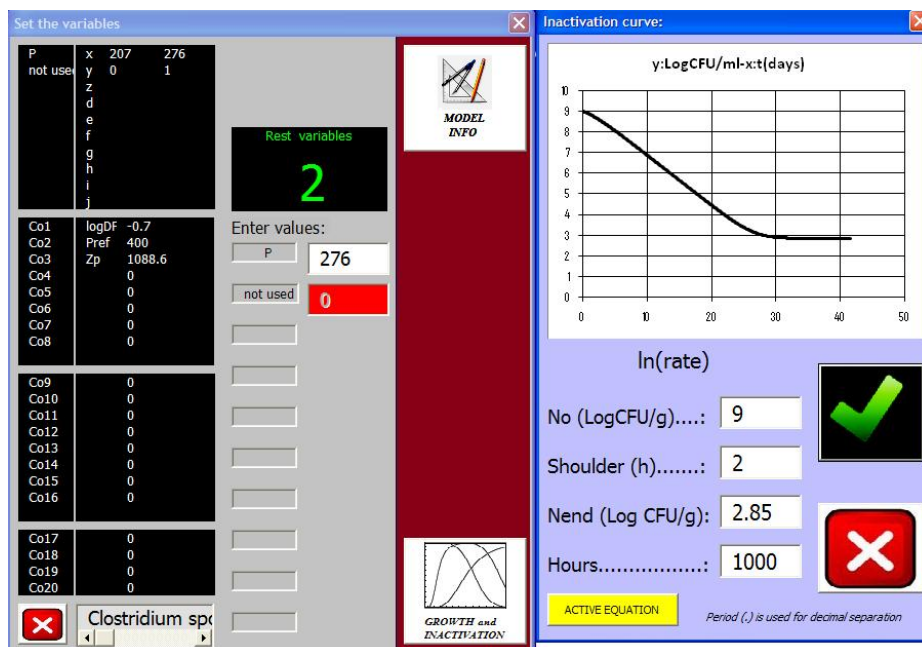 Set the variables
P x 207 276
not used y 0 1
z
d
e
f
g
h
i
j
Co1 logDF -0.7
Co2 Pref 400
Co3 Zp 1088.6
Co4 0
Co5 0
Co6 0
Co7 0
Co8 0
Co9 0
Co10 0
Co11 0
Co12 0
Co13 0
Co14 0
Co15 0
Co16 0
Co17 0
Co18 0
Co19 0
Co20 0
Clostridium spo
Rest variables
2
Enter values:
P 276
not used 0
MODEL
INFO
GROWTH and
INACTIVATION
Inactivation curve:
y:LogCFU/ml-x:t(days)
10
9
8
7
6
5
4
3
2
1
0
0 10 20 30 40 50
ln(rate)
No (LogCFU/g)....: 9
Shoulder (h).......: 2
Nend (Log CFU/g): 2.85
Hours.................: 1000
ACTIVE EQUATION
Period (.) is used for decimal separation